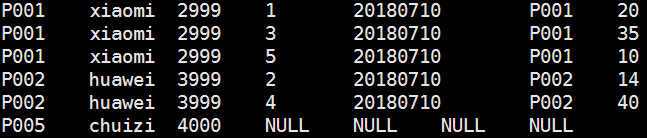 P001 xiaomi 2999 1 20180710 P001 20
P001 xiaomi 2999 3 20180710 P001 35
P001 xiaomi 2999 5 20180710 P001 10
P002 huawei 3999 2 20180710 P002 14
P002 huawei 3999 4 20180710 P002 40
P005 chuizi 4000 NULL NULL NULL NULL